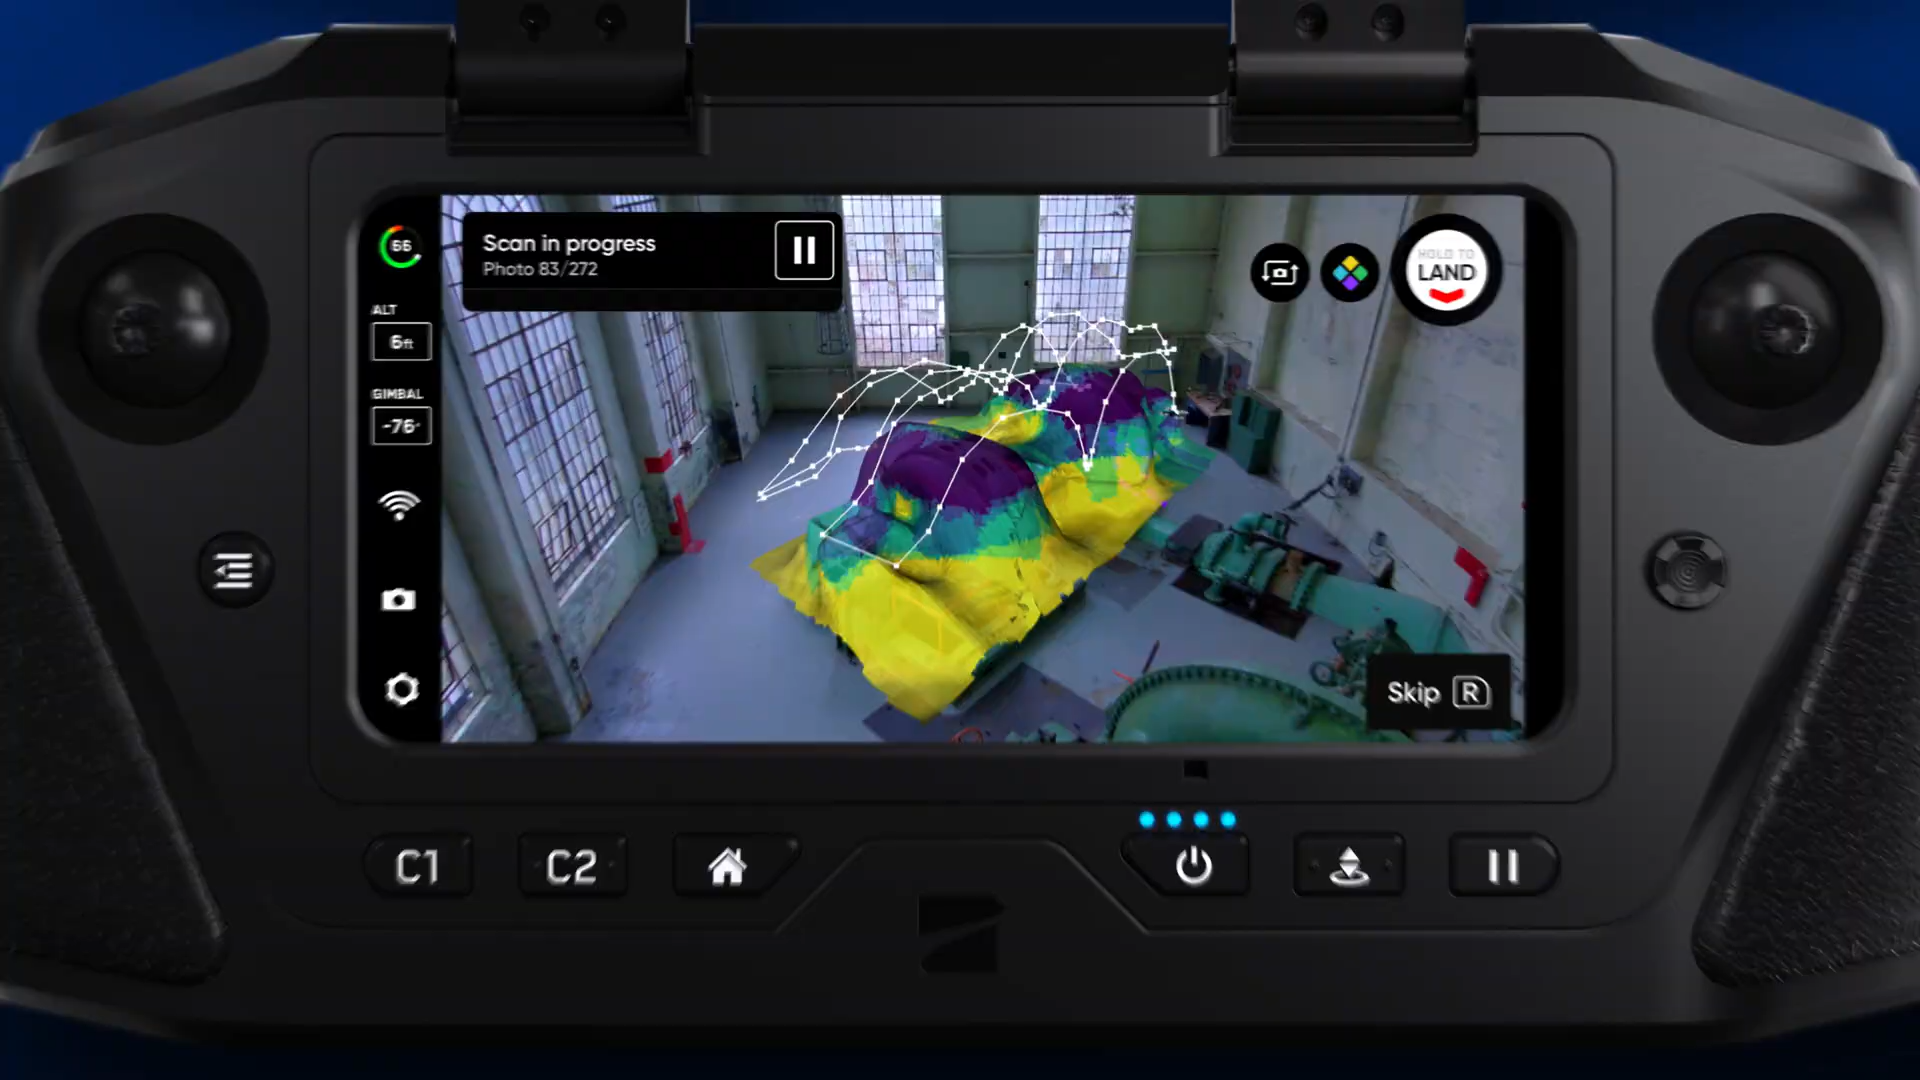 66
Scan in progress
Photo 83/272
HOLD TO
LAND
ALT
6ft
GIMBAL
-76°
Skip R
C1
C2